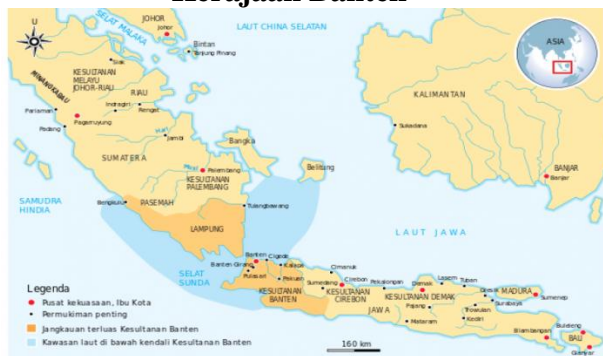 Kerajaan Banten
U
SELAT MALAKA
JOHOR
Johor
LAUT CHINA SELATAN
Bintan
Tanjung Pinang
ASIA
Siak
MINANGKABAU
KESULTANAN
MELAYU
JOHOR-RIAU
RIAU
Indragiri
Rengat
KALIMANTAN
Pariaman
Pagaruyung
Padang
Hari
Jambi
Sukadana
SUMATERA
Bangka
Musi
Palembang
KESULTANAN
PALEMBANG
Belitung
BANJAR
Banjar
SAMUDRA
HINDIA
Bengkulu
PASEMAH
Tulangbawang
LAMPUNG
LAUT JAWA
SELAT
SUNDA
Banten
Cigede
Banten Girang
Kalapa
Pulasari
Pakuan
Cimanuk
Sumedang
Cirebon
KESULTANAN
BANTEN
KESULTANAN
CIREBON
Pekalongan
Demak
KESULTANAN DEMAK
Lasem
Tuban
Gresik
MADURA
Surabaya
Sumenep
JAWA
Pajang
Trowulan
Mataram
Kediri
Blambangan
Buleleng
BALI
Gianyar
Legenda
Pusat kekuasaan, Ibu Kota
Permukiman penting
Jangkauan terluas Kesultanan Banten
Kawasan laut di bawah kendali Kesultanan Banten
160 km